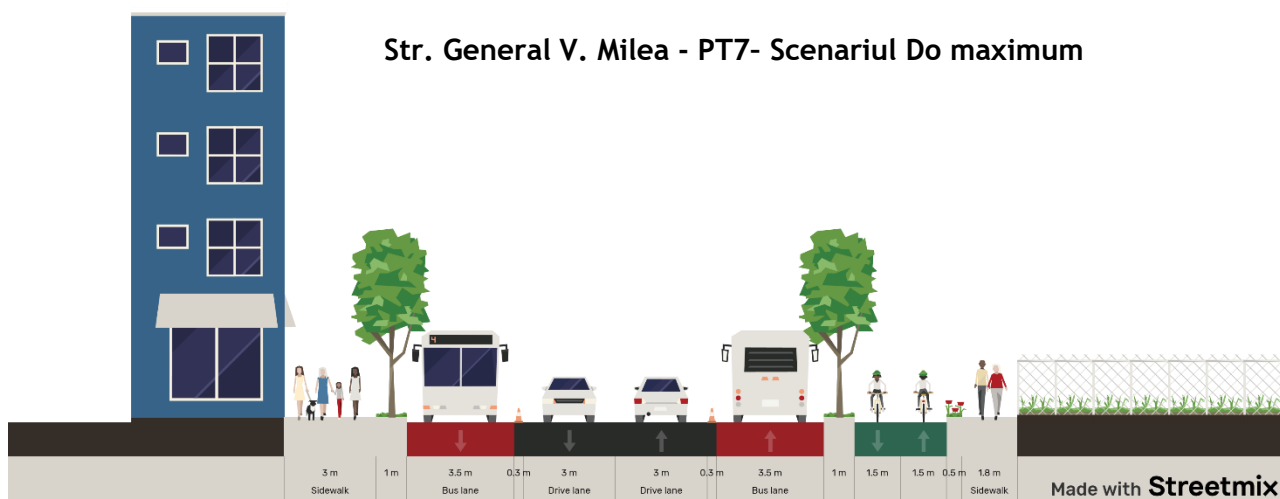 Str. General V. Milea - PT7- Scenariul Do maximum
4
3 m
Sidewalk
1 m
3.5 m
Bus lane
0.3 m
3 m
Drive lane
3 m
Drive lane
0.3 m
3.5 m
Bus lane
1 m
1.5 m
1.5 m
0.5 m
1.8 m
Sidewalk
Made with Streetmix